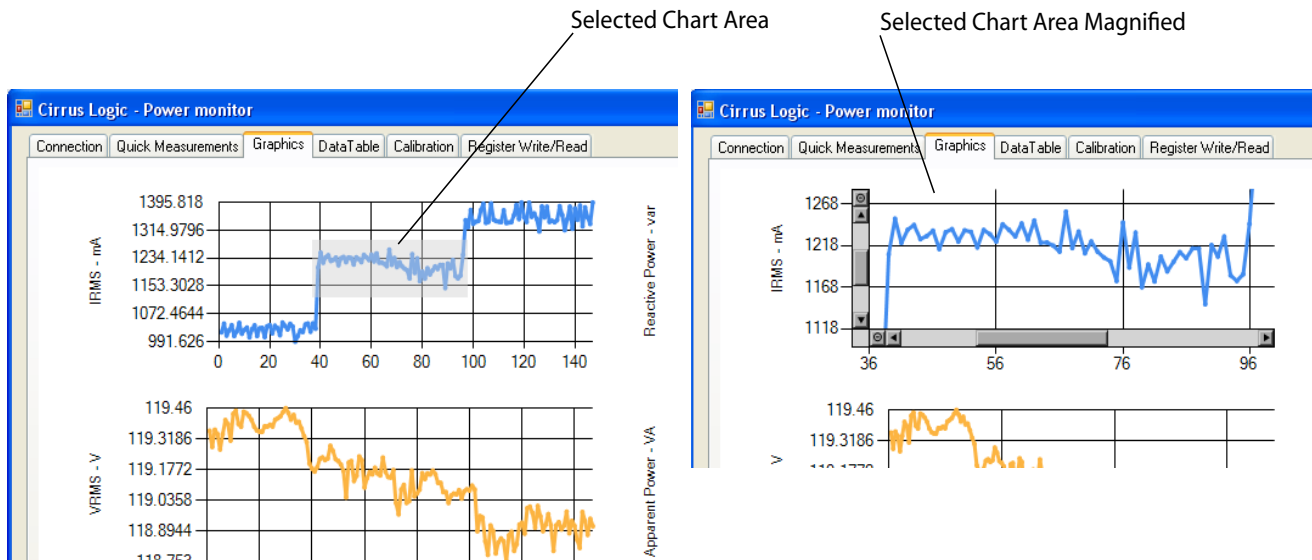 Selected Chart Area
Selected Chart Area Magnified
Cirrus Logic - Power monitor
Connection
Quick Measurements
Graphics
DataTable
Calibration
Register Write/Read
IRMS - mA
1395.818
1314.9796
1234.1412
1153.3028
1072.4644
991.626
0 20 40 60 80 100 120 140
Reactive Power - var
VRMS - V
119.46
119.3186
119.1772
119.0358
118.8944
118.753
Apparent Power - VA
Cirrus Logic - Power monitor
Connection
Quick Measurements
Graphics
DataTable
Calibration
Register Write/Read
IRMS - mA
1268
1218
1168
1118
36 56 76 96
V
119.46
119.3186
119.1772